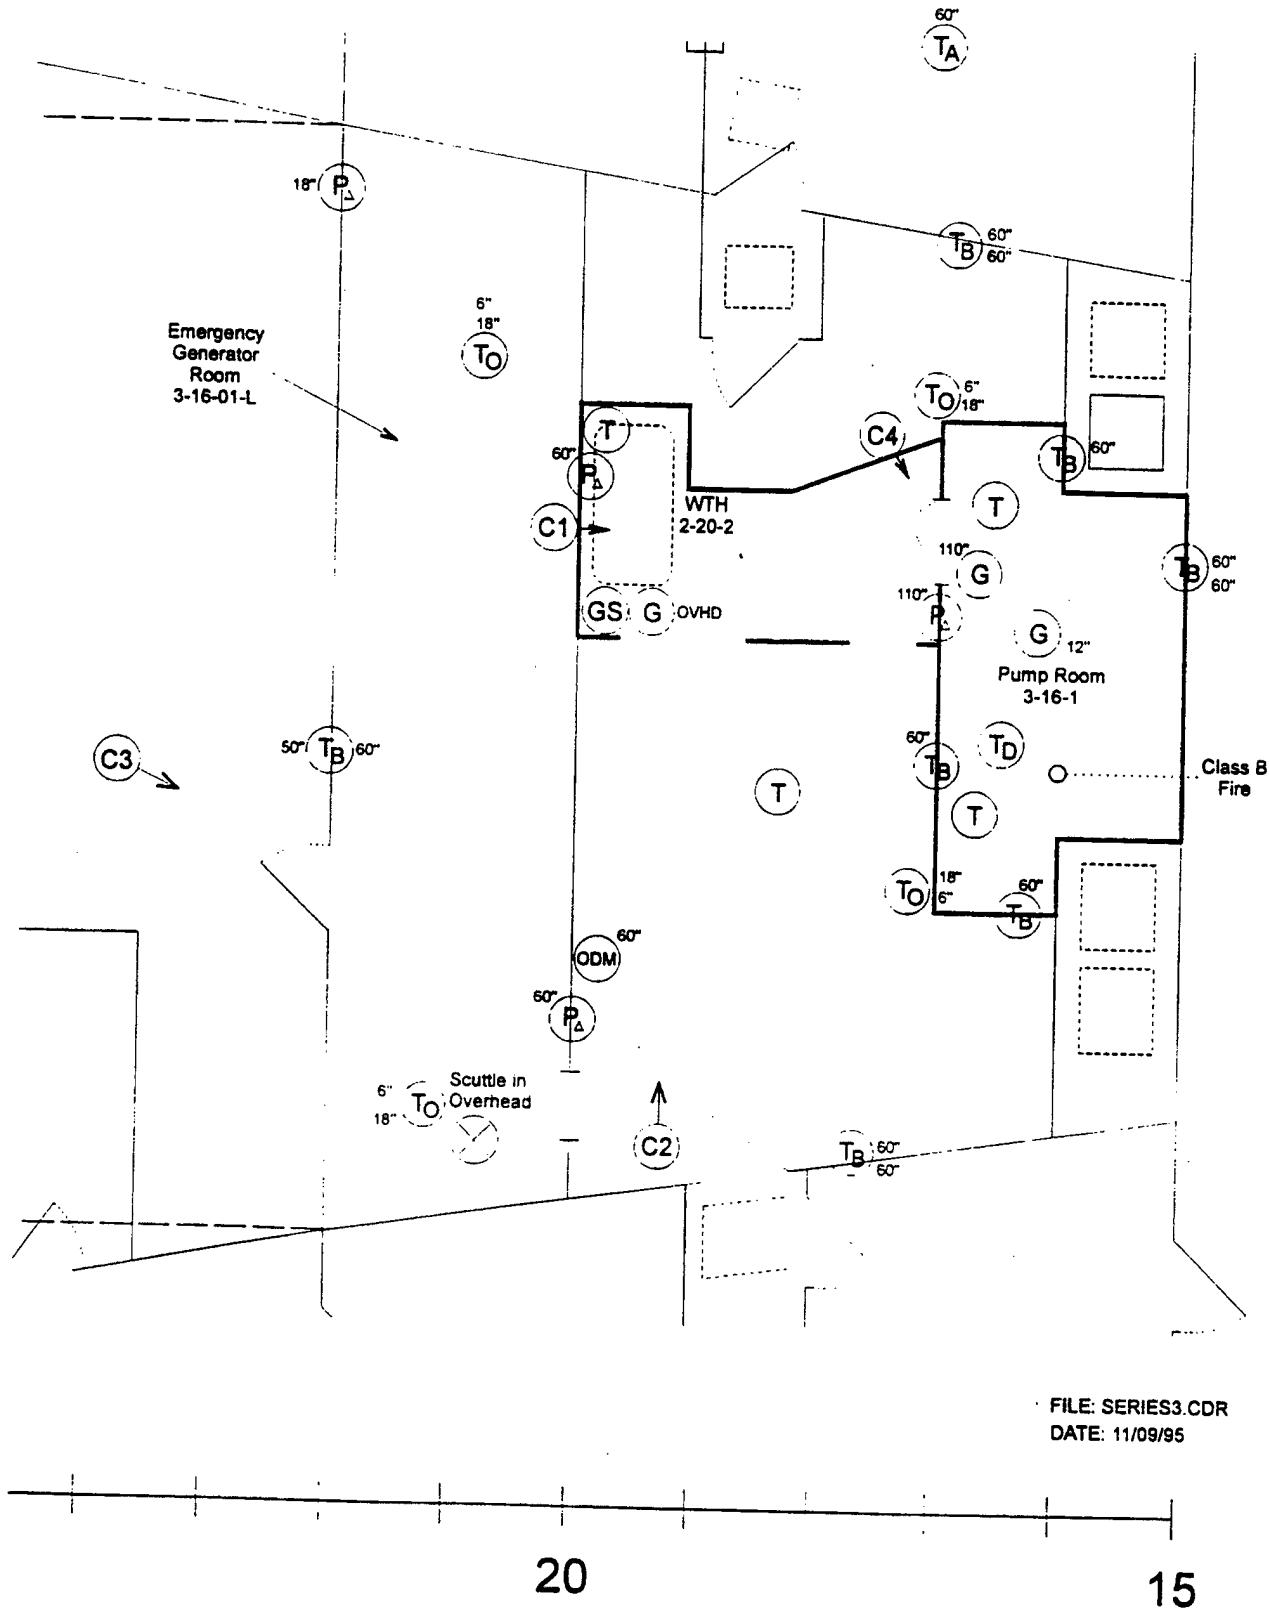 60"
TA
18" PΔ
TB 60"
60"
6"
18"
TO
Emergency
Generator
Room
3-16-01-L
TO 6"
18"
T
C4
60"
PΔ
TB 60"
WTH
2-20-2
T
C1
110"
G
TB 60"
60"
GS G OVHD
110"
PΔ
G 12"
Pump Room
3-16-1
C3
50" TB 60"
60"
TB
TD
Class B
Fire
T
T
TO 18"
6"
60"
TB
60"
ODM
60"
PΔ
Scuttle in
Overhead
6"
18"
TO
C2
TB 60"
60"
FILE: SERIES3.CDR
DATE: 11/09/95
20
15